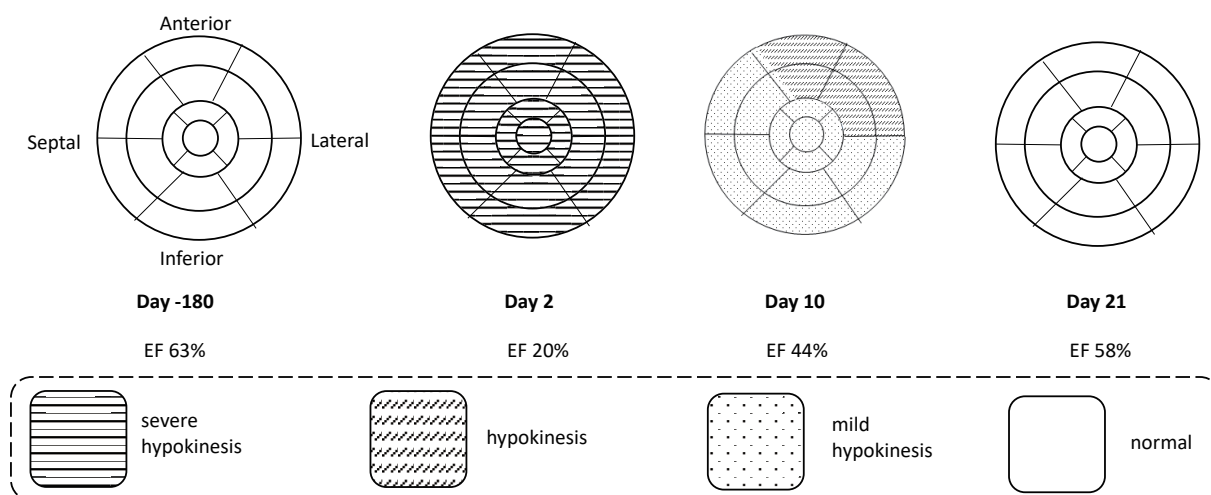 Anterior
Septal
Lateral
Inferior
Day -180
Day 2
Day 10
Day 21
EF 63%
EF 20%
EF 44%
EF 58%
severe
hypokinesis
hypokinesis
mild
hypokinesis
normal